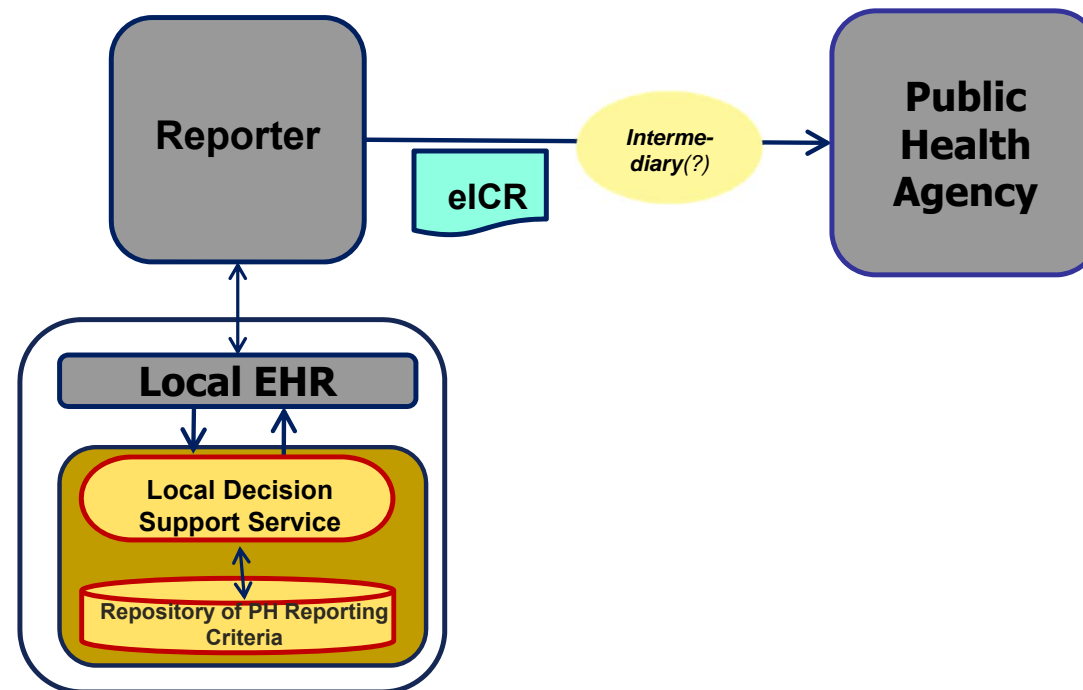 Reporter
eICR
Interme-
diary(?)
Public
Health
Agency
Local EHR
Local Decision
Support Service
Repository of PH Reporting
Criteria